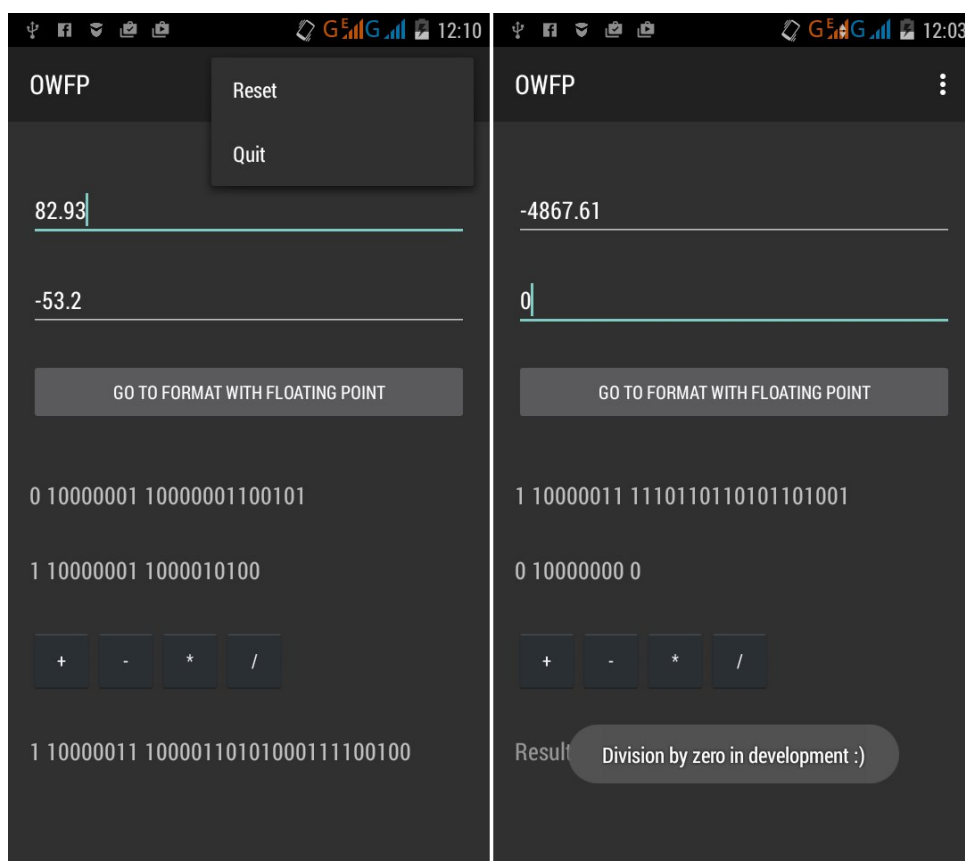 G E G 12:10
OWFP
Reset
Quit
82.93
-53.2
GO TO FORMAT WITH FLOATING POINT
0 10000001 10000001100101
1 10000001 1000010100
+ - * /
1 10000011 10000110101000111100100
G E G 12:03
OWFP
-4867.61
0
GO TO FORMAT WITH FLOATING POINT
1 10000011 1110110110101101001
0 10000000 0
+ - * /
Result
Division by zero in development :)